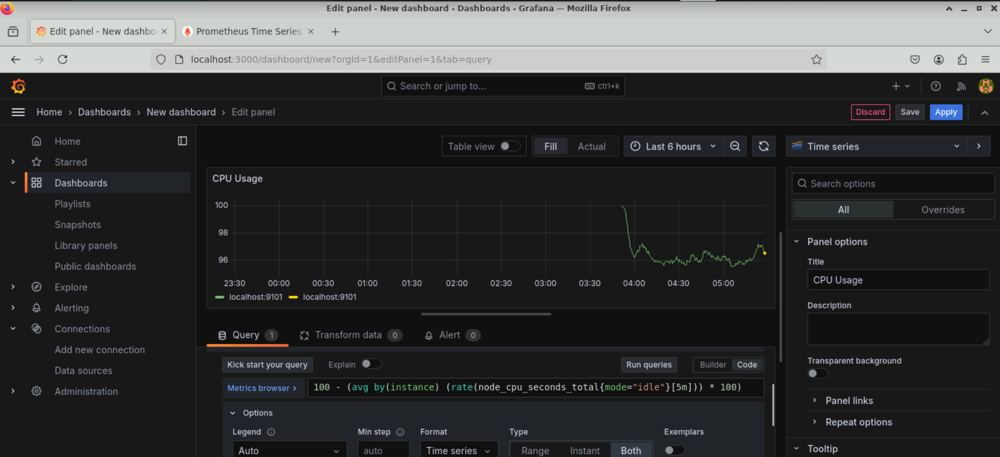 Edit panel - New dashboard - Dashboards - Grafana — Mozilla Firefox
Edit panel - New dashboa
Prometheus Time Series
localhost:3000/dashboard/new?orgId=1&editPanel=1&tab=query
Search or jump to...
ctrl+k
Home › Dashboards › New dashboard › Edit panel
Discard
Save
Apply
Home
Starred
Dashboards
Playlists
Snapshots
Library panels
Public dashboards
Explore
Alerting
Connections
Add new connection
Data sources
Administration
Table view
Fill
Actual
Last 6 hours
Time series
CPU Usage
100
98
96
23:30 00:00 00:30 01:00 01:30 02:00 02:30 03:00 03:30 04:00 04:30 05:00
localhost:9101 localhost:9101
Query 1
Transform data 0
Alert 0
Kick start your query
Explain
Run queries
Builder
Code
Metrics browser >
100 - (avg by(instance) (rate(node_cpu_seconds_total{mode="idle"}[5m])) * 100)
Options
Legend
Min step
Format
Type
Exemplars
Auto
auto
Time series
Range
Instant
Both
Search options
All
Overrides
Panel options
Title
CPU Usage
Description
Transparent background
Panel links
Repeat options
Tooltip